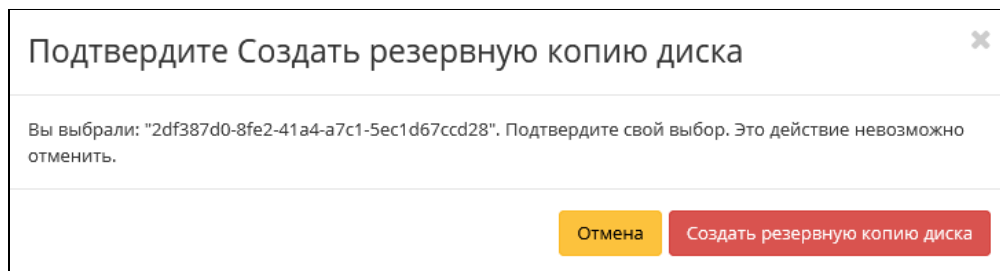 Подтвердите Создать резервную копию диска
Вы выбрали: "2df387d0-8fe2-41a4-a7c1-5ec1d67ccd28". Подтвердите свой выбор. Это действие невозможно
отменить.
Отмена
Создать резервную копию диска